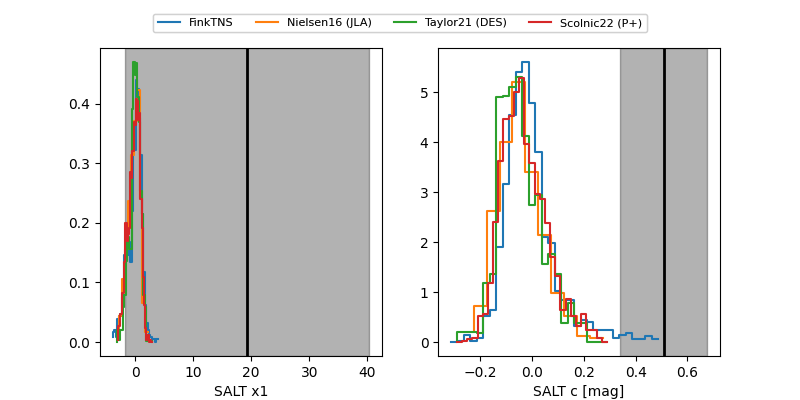 FinkTNS Nielsen16 (JLA) Taylor21 (DES) Scolnic22 (P+)
0.4
0.3
0.2
0.1
0.0
0 10 20 30 40
SALT x1
5
4
3
2
1
0
−0.2 0.0 0.2 0.4 0.6
SALT c [mag]